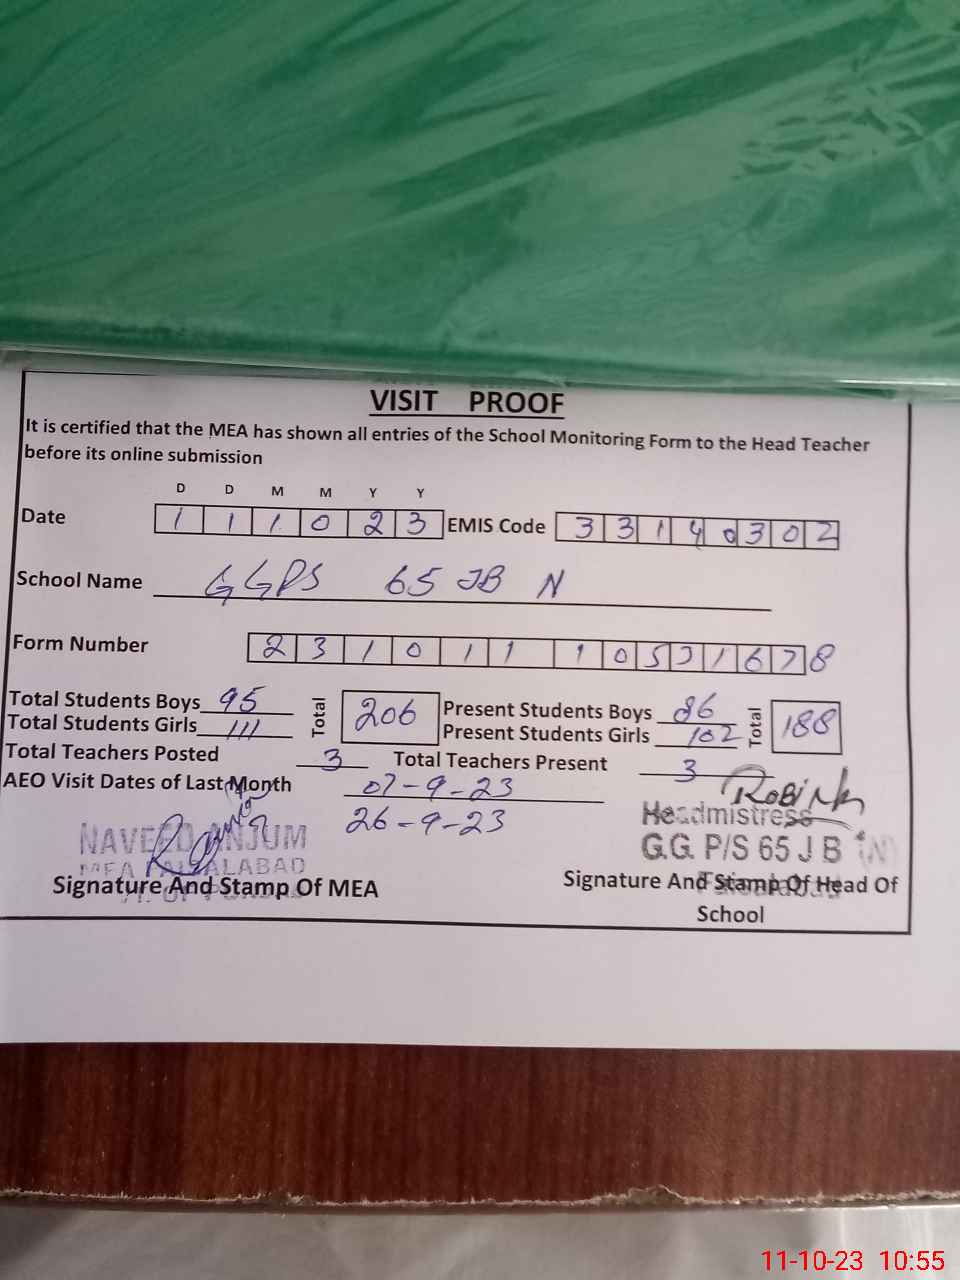 VISIT PROOF
It is certified that the MEA has shown all entries of the School Monitoring Form to the Head Teacher
before its online submission
D D M M Y Y
Date 1 1 1 0 2 3 EMIS Code 3 3 1 4 0 3 0 2
School Name GGPS 65 JB N
Form Number 2 3 1 0 1 1 1 0 5 3 1 6 7 8
Total Students Boys 95 Total 206 Present Students Boys 86 Total 188
Total Students Girls 111 Present Students Girls 102
Total Teachers Posted 3 Total Teachers Present 3
AEO Visit Dates of Last Month 07-9-23
26-9-23
Robina
Headmistress
NAVEED ANJUM
G.G. P/S 65 J B (N)
MEA FAISALABAD
Faisalabad
Signature And Stamp Of MEA
Signature And Stamp Of Head Of
School
11-10-23 10:55